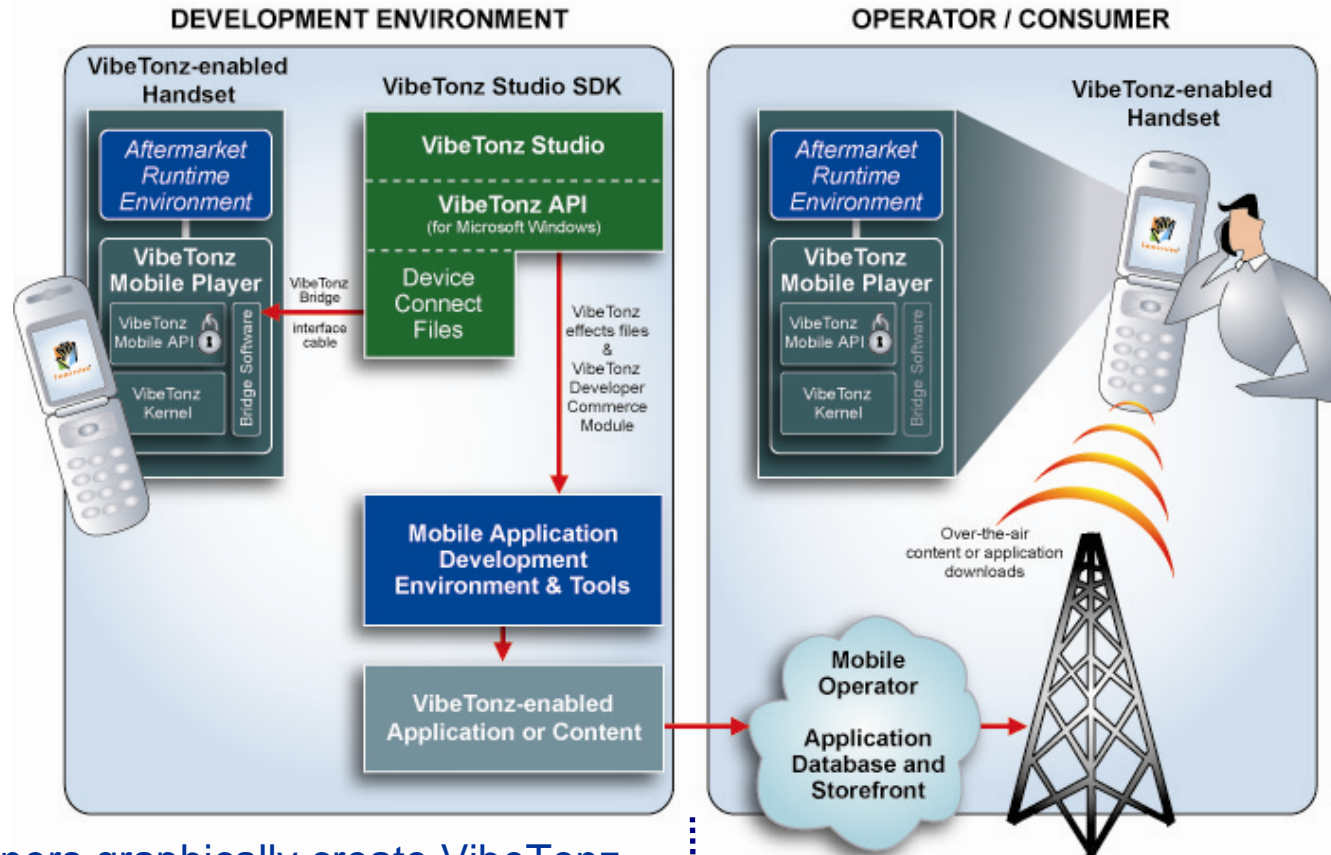 DEVELOPMENT ENVIRONMENT
VibeTonz-enabled
Handset
Aftermarket
Runtime
Environment
VibeTonz
Mobile Player
VibeTonz
Mobile API
VibeTonz
Kernel
Bridge Software
VibeTonz
Bridge
interface
cable
VibeTonz Studio SDK
VibeTonz Studio
VibeTonz API
(for Microsoft Windows)
Device
Connect
Files
VibeTonz
effects files
&
VibeTonz
Developer
Commerce
Module
Mobile Application
Development
Environment & Tools
VibeTonz-enabled
Application or Content
OPERATOR / CONSUMER
Aftermarket
Runtime
Environment
VibeTonz
Mobile Player
VibeTonz
Mobile API
VibeTonz
Kernel
Bridge Software
VibeTonz-enabled
Handset
Over-the-air
content or application
downloads
Mobile
Operator
Application
Database and
Storefront
graphically create VibeTonz